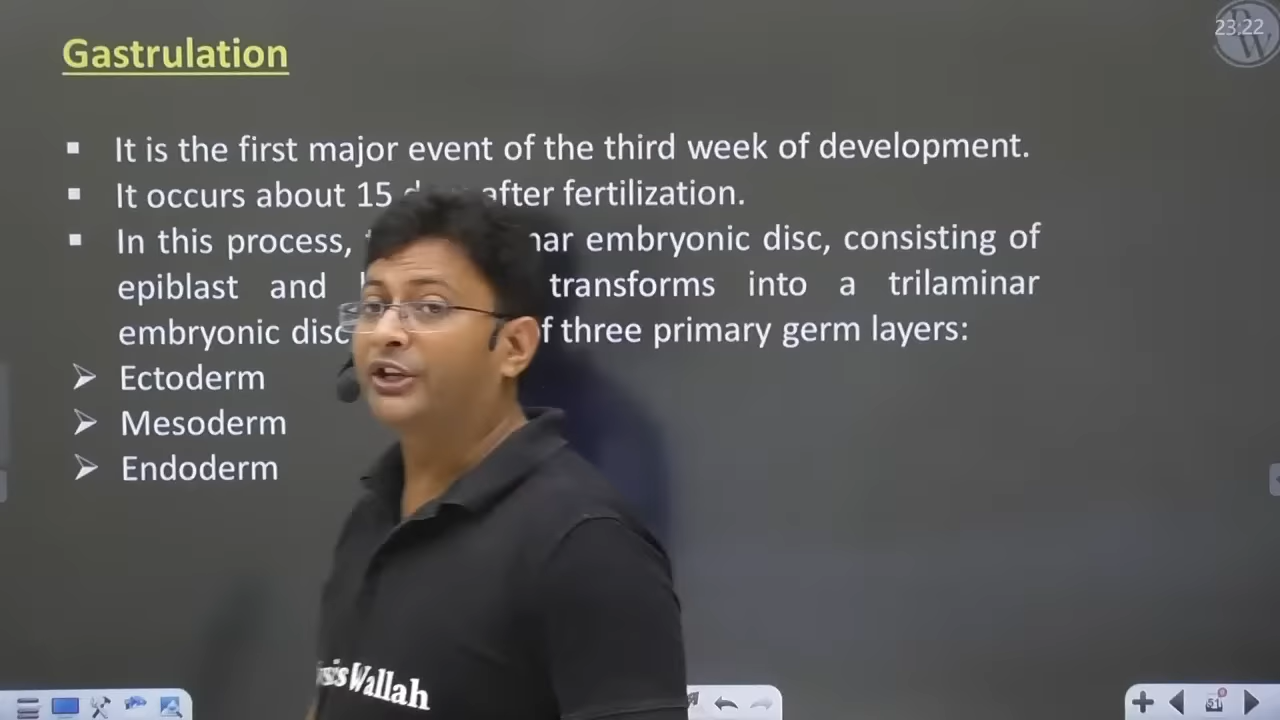 23:22
Gastrulation
▪ It is the first major event of the third week of development.
▪ It occurs about 15 after fertilization.
▪ In this process, embryonic disc, consisting of
epiblast and transforms into a trilaminar
embryonic disc three primary germ layers:
➢ Ectoderm
➢ Mesoderm
➢ Endoderm
Wallah
51